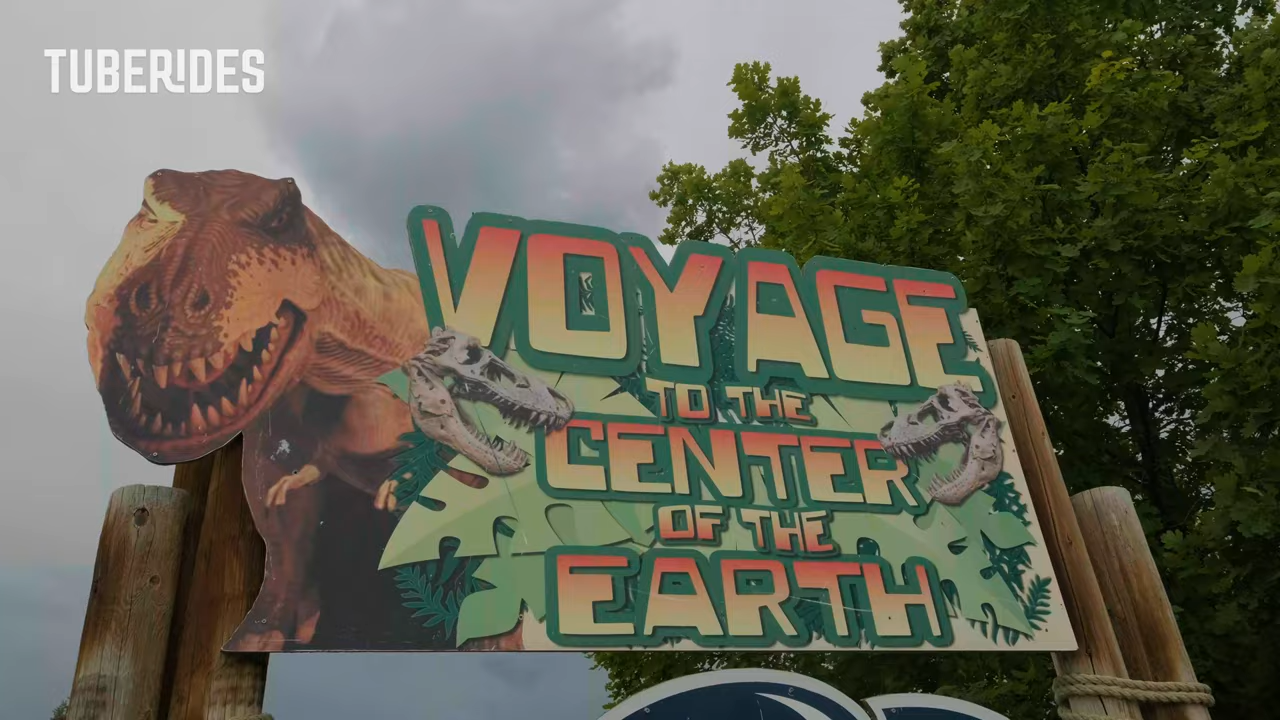 TUBERIDES
VOYAGE
TO THE
CENTER
OF THE
EARTH